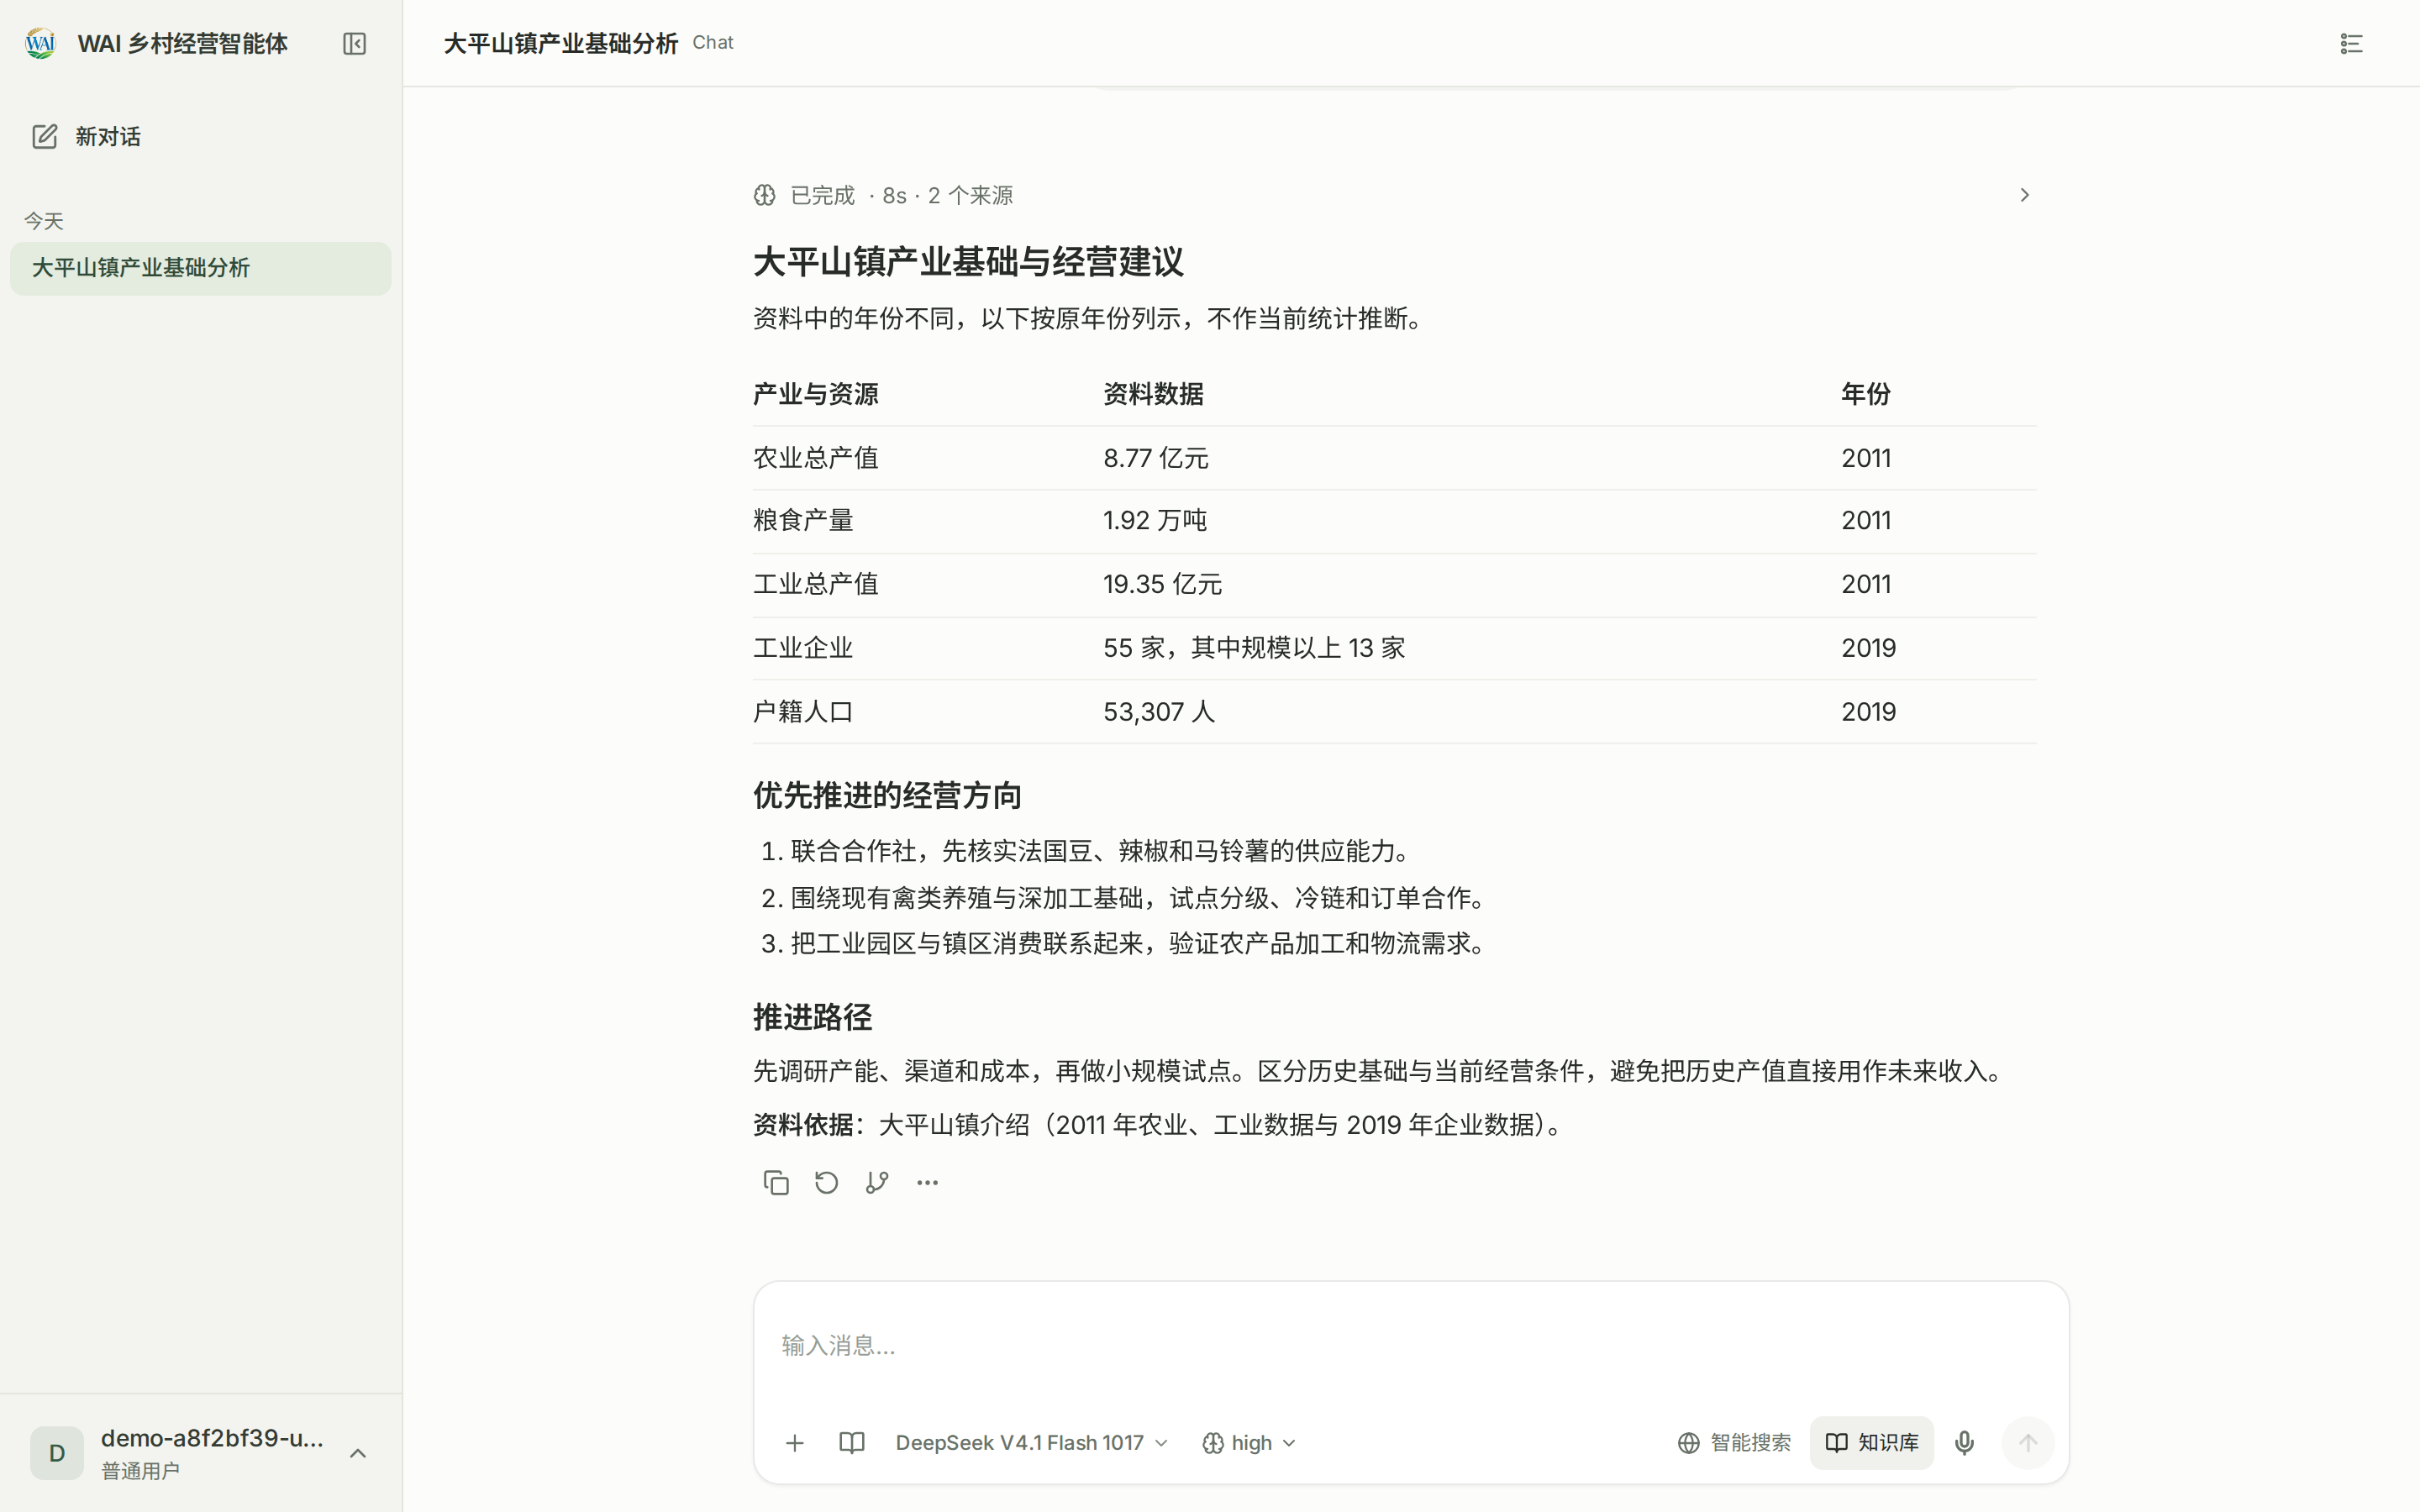 WAI 乡村经营智能体
新对话
今天
大平山镇产业基础分析
demo-a8f2bf39-u...
普通用户
D
大平山镇产业基础分析 Chat
已完成 · 8s · 2 个来源
大平山镇产业基础与经营建议
资料中的年份不同，以下按原年份列示，不作当前统计推断。
产业与资源 资料数据 年份
农业总产值 8.77 亿元 2011
粮食产量 1.92 万吨 2011
工业总产值 19.35 亿元 2011
工业企业 55 家，其中规模以上 13 家 2019
户籍人口 53,307 人 2019
优先推进的经营方向
1. 联合合作社，先核实法国豆、辣椒和马铃薯的供应能力。
2. 围绕现有禽类养殖与深加工基础，试点分级、冷链和订单合作。
3. 把工业园区与镇区消费联系起来，验证农产品加工和物流需求。
推进路径
先调研产能、渠道和成本，再做小规模试点。区分历史基础与当前经营条件，避免把历史产值直接用作未来收入。
资料依据：大平山镇介绍（2011 年农业、工业数据与 2019 年企业数据）。
输入消息...
DeepSeek V4.1 Flash 1017 high 智能搜索 知识库